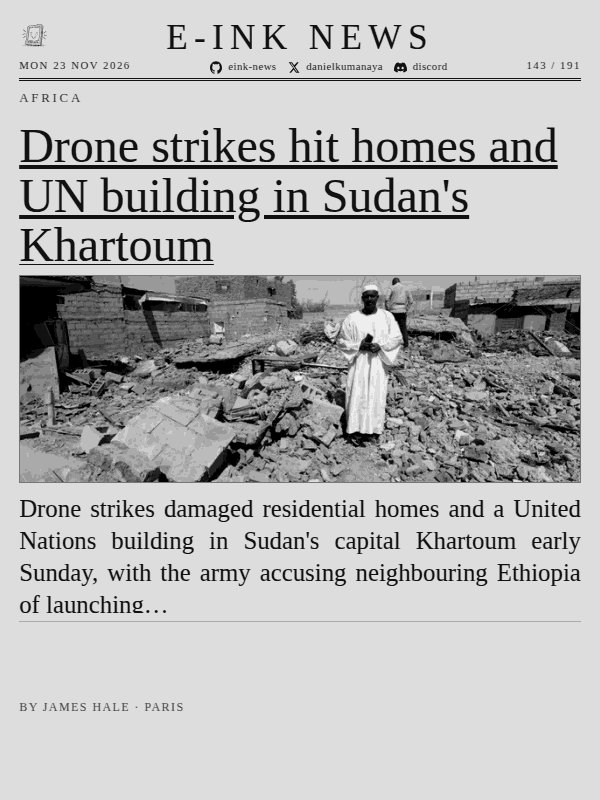 E-INK NEWS
MON 23 NOV 2026
eink-news
danielkumanaya
discord
143 / 191
AFRICA
Drone strikes hit homes and
UN building in Sudan's
Khartoum
Drone strikes damaged residential homes and a United
Nations building in Sudan's capital Khartoum early
Sunday, with the army accusing neighbouring Ethiopia
of launching…
BY JAMES HALE · PARIS